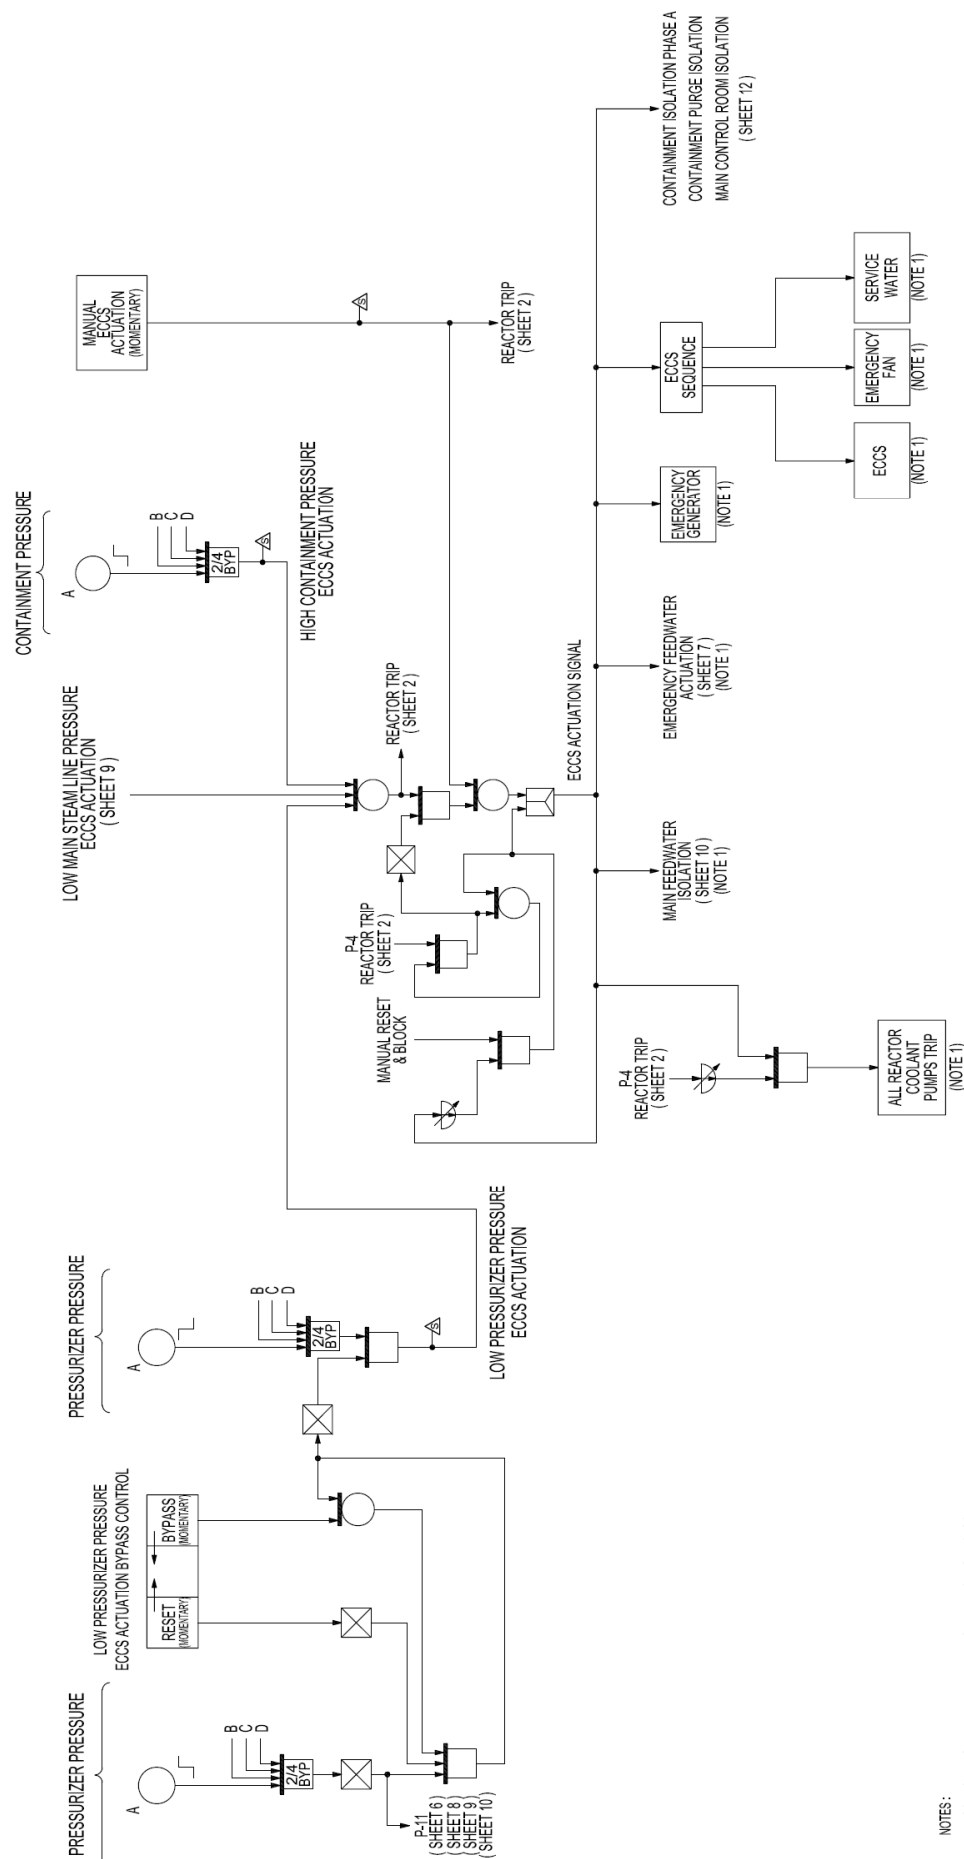 PRESSURIZER PRESSURE
A
B
C
D
2/4
BYP
P-11
( SHEET 6 )
( SHEET 8 )
( SHEET 9 )
( SHEET 10 )
LOW PRESSURIZER PRESSURE
ECCS ACTUATION BYPASS CONTROL
RESET
(MOMENTARY)
BYPASS
(MOMENTARY)
PRESSURIZER PRESSURE
A
B
C
D
2/4
BYP
S
LOW PRESSURIZER PRESSURE
ECCS ACTUATION
LOW MAIN STEAM LINE PRESSURE
ECCS ACTUATION
( SHEET 9 )
CONTAINMENT PRESSURE
A
B
C
D
2/4
BYP
S
HIGH CONTAINMENT PRESSURE
ECCS ACTUATION
MANUAL
ECCS
ACTUATION
(MOMENTARY)
S
REACTOR TRIP
( SHEET 2 )
REACTOR TRIP
( SHEET 2 )
P-4
REACTOR TRIP
( SHEET 2 )
MANUAL RESET
& BLOCK
ECCS ACTUATION SIGNAL
P-4
REACTOR TRIP
( SHEET 2 )
ALL REACTOR
COOLANT
PUMPS TRIP
(NOTE 1)
MAIN FEEDWATER
ISOLATION
( SHEET 10 )
(NOTE 1)
EMERGENCY FEEDWATER
ACTUATION
( SHEET 7 )
(NOTE 1)
EMERGENCY
GENERATOR
(NOTE 1)
ECCS
SEQUENCE
ECCS
(NOTE 1)
EMERGENCY
FAN
(NOTE 1)
SERVICE
WATER
(NOTE 1)
CONTAINMENT ISOLATION PHASE A
CONTAINMENT PURGE ISOLATION
MAIN CONTROL ROOM ISOLATION
( SHEET 12 )
NOTES :